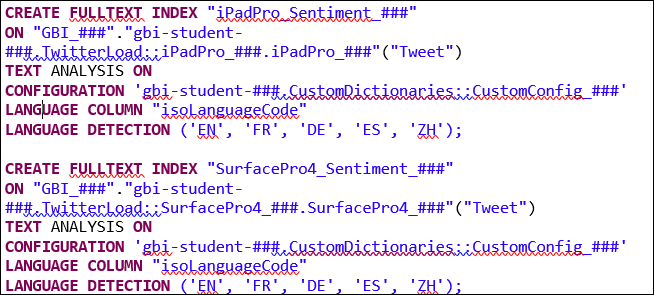 CREATE FULLTEXT INDEX "iPadPro_Sentiment_###"
ON "GBI_###"."gbi-student-
###.TwitterLoad::iPadPro_###.iPadPro_###"("Tweet")
TEXT ANALYSIS ON
CONFIGURATION 'gbi-student-###.CustomDictionaries::CustomConfig_###'
LANGUAGE COLUMN "isoLanguageCode"
LANGUAGE DETECTION ('EN', 'FR', 'DE', 'ES', 'ZH');
CREATE FULLTEXT INDEX "SurfacePro4_Sentiment_###"
ON "GBI_###"."gbi-student-
###.TwitterLoad::SurfacePro4_###.SurfacePro4_###"("Tweet")
TEXT ANALYSIS ON
CONFIGURATION 'gbi-student-###.CustomDictionaries::CustomConfig_###'
LANGUAGE COLUMN "isoLanguageCode"
LANGUAGE DETECTION ('EN', 'FR', 'DE', 'ES', 'ZH');